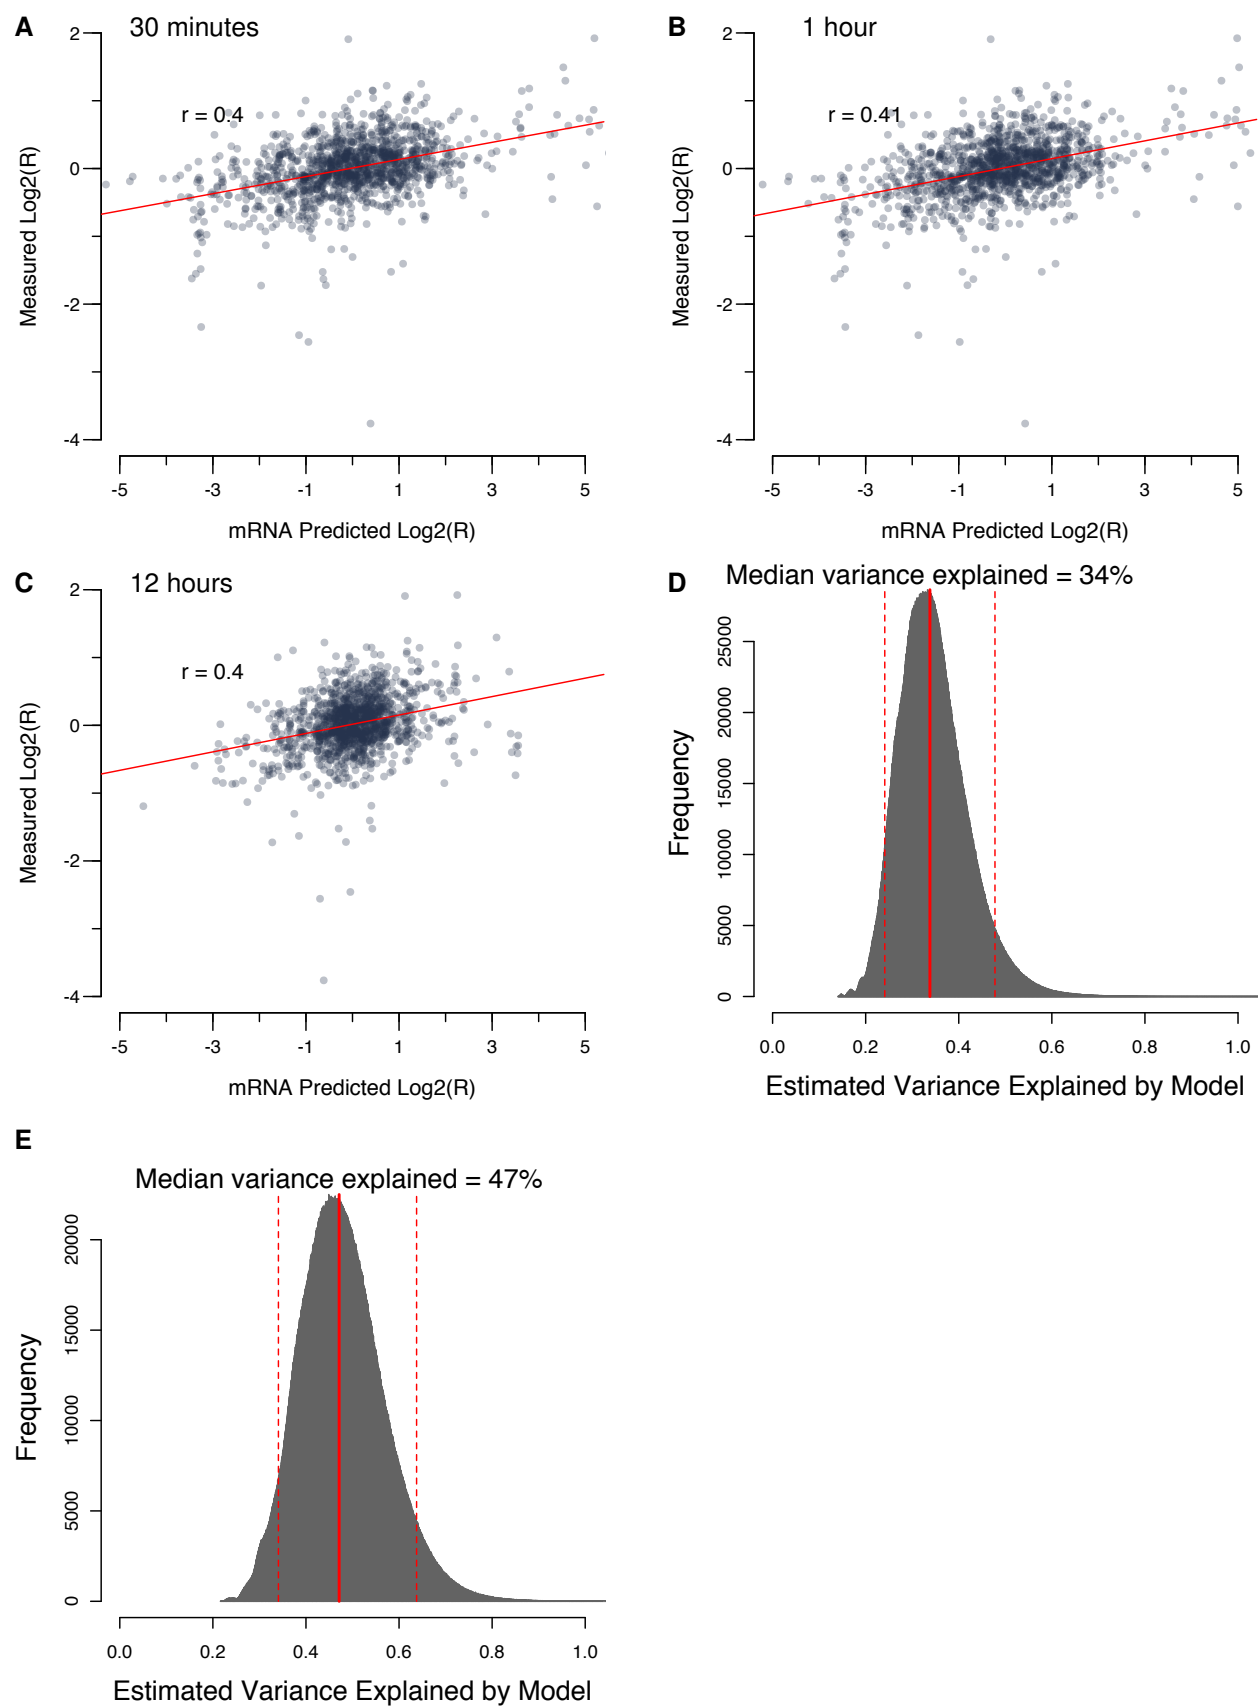 A
30 minutes
r = 0.4
Measured Log2(R)
2
0
-2
-4
-5
-3
-1
1
3
5
mRNA Predicted Log2(R)
B
1 hour
r = 0.41
Measured Log2(R)
2
0
-2
-4
-5
-3
-1
1
3
5
mRNA Predicted Log2(R)
C
12 hours
r = 0.4
Measured Log2(R)
2
0
-2
-4
-5
-3
-1
1
3
5
mRNA Predicted Log2(R)
D
Median variance explained = 34%
Frequency
25000
20000
15000
10000
5000
0
0.0
0.2
0.4
0.6
0.8
1.0
Estimated Variance Explained by Model
E
Median variance explained = 47%
Frequency
20000
15000
10000
5000
0
0.0
0.2
0.4
0.6
0.8
1.0
Estimated Variance Explained by Model